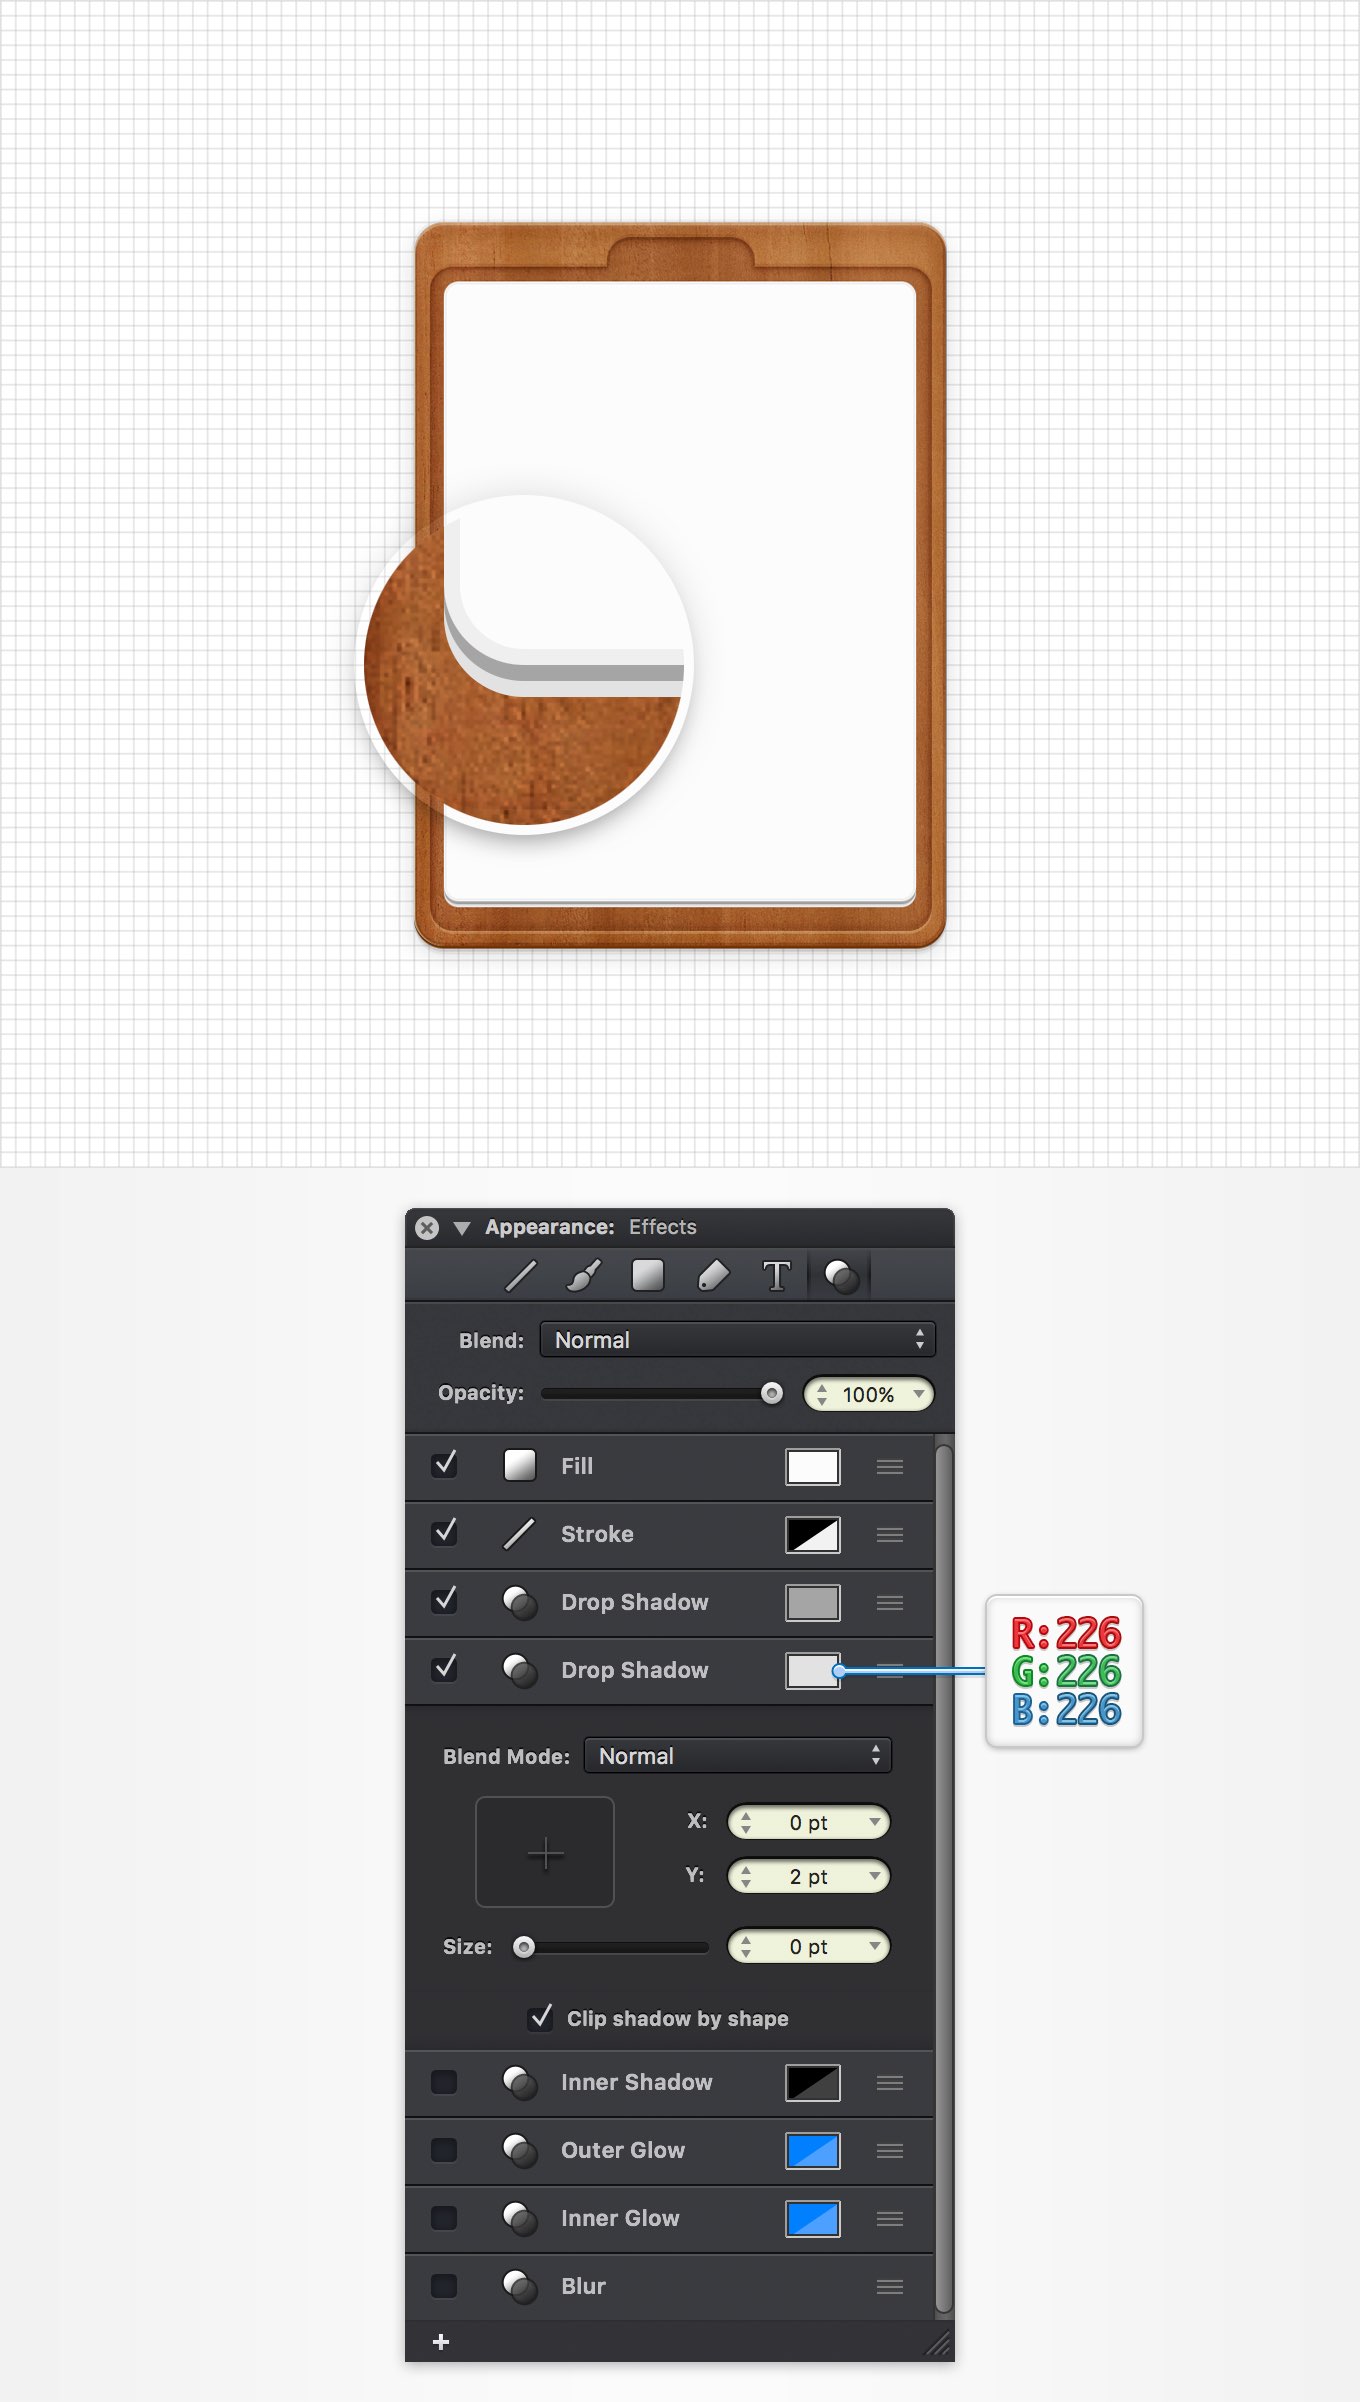 Appearance: Effects
T
Blend: Normal
Opacity: 100%
Fill
Stroke
Drop Shadow
Drop Shadow
R:226
G:226
B:226
Blend Mode: Normal
X: 0 pt
Y: 2 pt
Size: 0 pt
Clip shadow by shape
Inner Shadow
Outer Glow
Inner Glow
Blur